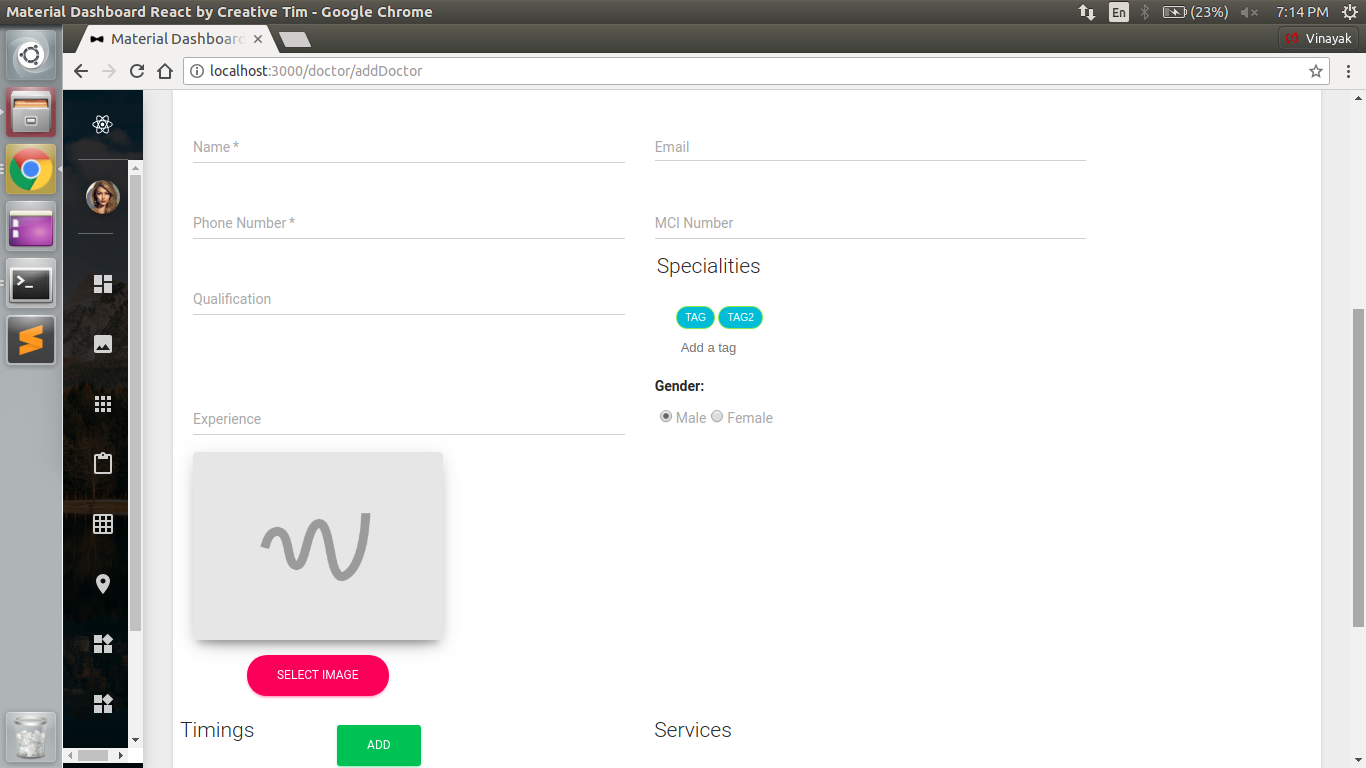 Material Dashboard React by Creative Tim - Google Chrome
En
(23%)
7:14 PM
Material Dashboard
Vinayak
localhost:3000/doctor/addDoctor
Name *
Email
Phone Number *
MCI Number
Specialities
Qualification
TAG TAG2
Add a tag
Gender:
Male Female
Experience
SELECT IMAGE
Timings
ADD
Services